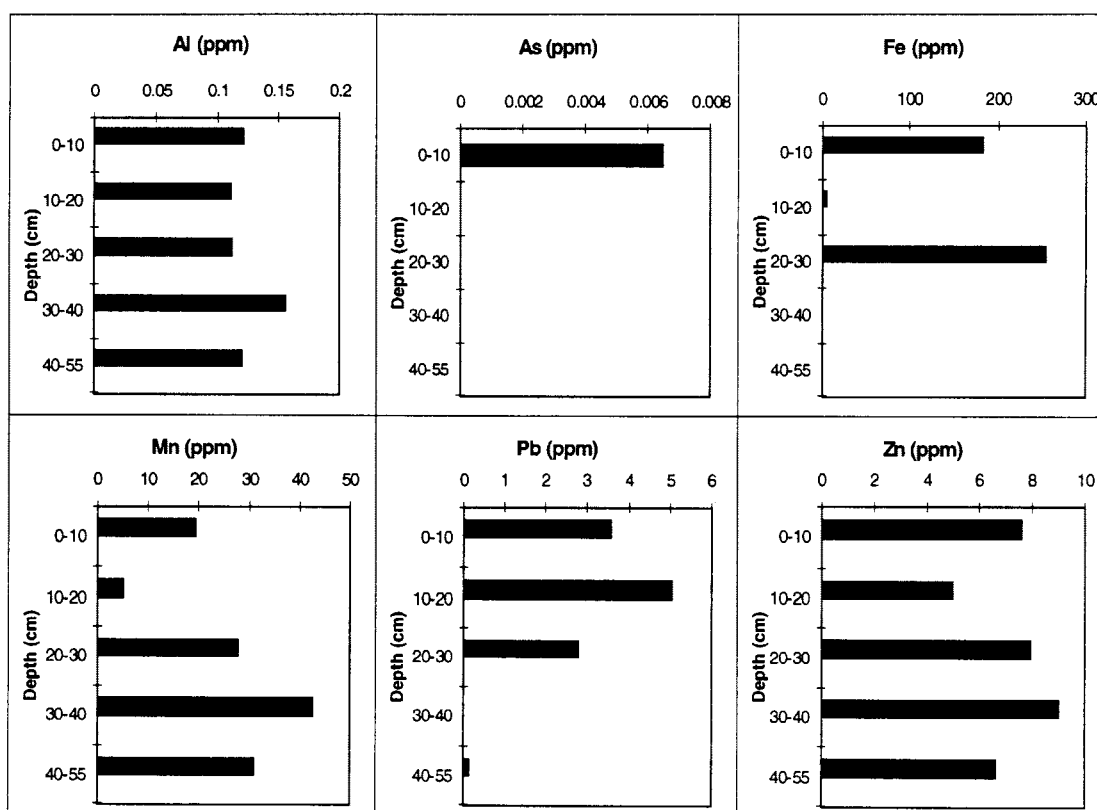 Al (ppm)
0 0.05 0.1 0.15 0.2
Depth (cm)
0-10
10-20
20-30
30-40
40-55
As (ppm)
0 0.002 0.004 0.006 0.008
Depth (cm)
0-10
10-20
20-30
30-40
40-55
Fe (ppm)
0 100 200 300
Depth (cm)
0-10
10-20
20-30
30-40
40-55
Mn (ppm)
0 10 20 30 40 50
Depth (cm)
0-10
10-20
20-30
30-40
40-55
Pb (ppm)
0 1 2 3 4 5 6
Depth (cm)
0-10
10-20
20-30
30-40
40-55
Zn (ppm)
0 2 4 6 8 10
Depth (cm)
0-10
10-20
20-30
30-40
40-55